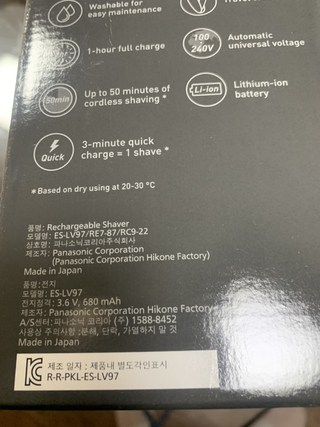 Washable for
easy maintenance
1-hour full charge
100
240V
Automatic
universal voltage
50min
Up to 50 minutes of
cordless shaving *
Li-ion
Lithium-ion
battery
Quick
3-minute quick
charge = 1 shave *
*Based on dry using at 20-30 °C
품명: Rechargeable Shaver
모델명: ES-LV97/RE7-87/RC9-22
상호명: 파나소닉코리아주식회사
제조자: Panasonic Corporation
(Panasonic Corporation Hikone Factory)
Made in Japan
품명:전지
모델명: ES-LV97
전지정격: 3.6 V, 680 mAh
제조자: Panasonic Corporation Hikone Factory
A/S센터:파나소닉 코리아 (주) 1588-8452
사용상 주의사항:분해, 단락, 가열하지 말 것
Made in Japan
제조 일자 : 제품내 별도각인표시
R-R-PKL-ES-LV97